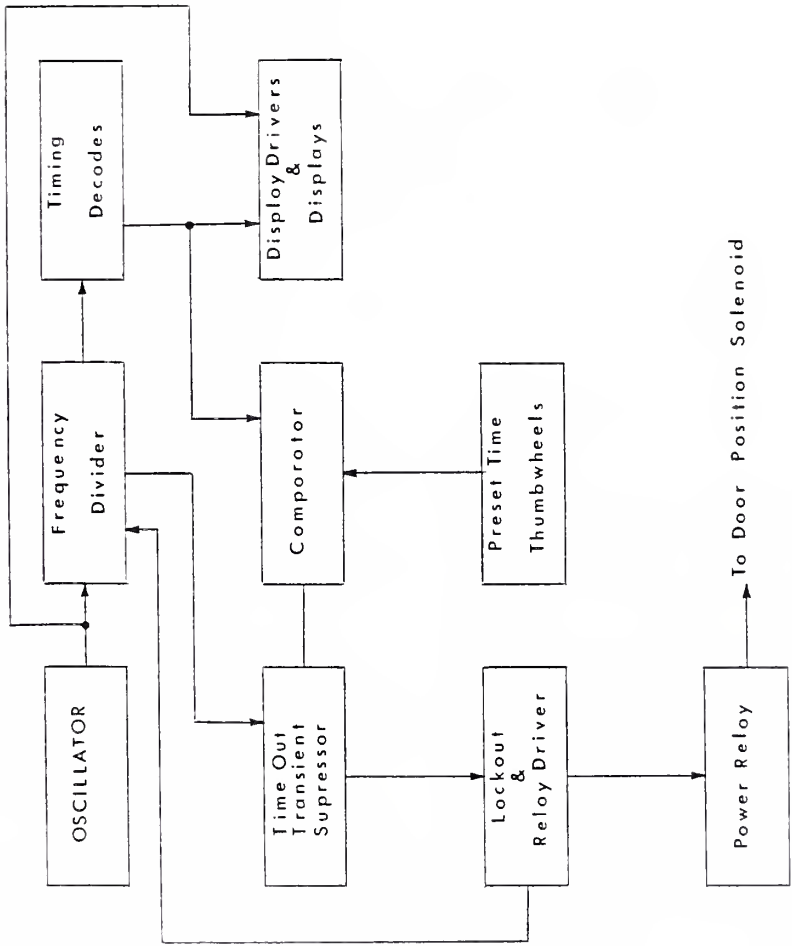 OSCILLATOR
Frequency
Divider
Timing
Decodes
Time Out
Transient
Supressor
Comporotor
Disploy Drivers
&
Displays
Lockout
&
Reloy Driver
Preset Time
Thumbwheels
Power Reloy
To Door Position Solenoid